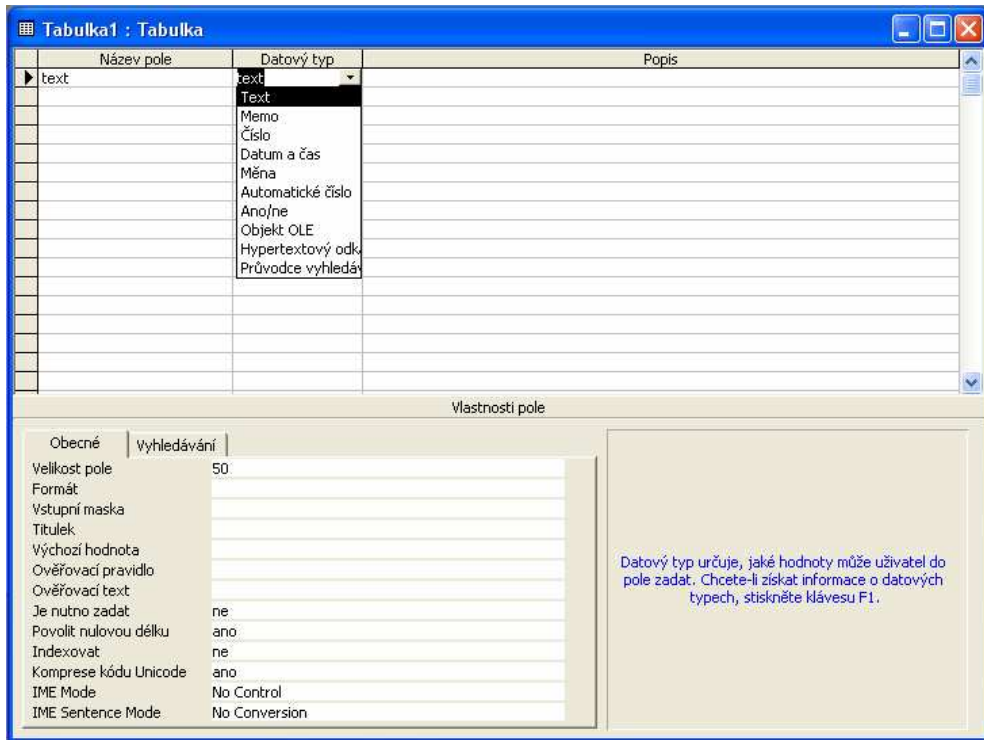 Tabulka1 : Tabulka
Název pole Datový typ Popis
text text
Text
Memo
Číslo
Datum a čas
Měna
Automatické číslo
Ano/ne
Objekt OLE
Hypertextový odk
Průvodce vyhledáv
Vlastnosti pole
Obecné Vyhledávání
Velikost pole 50
Formát
Vstupní maska
Titulek
Výchozí hodnota
Ověřovací pravidlo
Ověřovací text
Je nutno zadat ne
Povolit nulovou délku ano
Indexovat ne
Komprese kódu Unicode ano
IME Mode No Control
IME Sentence Mode No Conversion
Datový typ určuje, jaké hodnoty může uživatel do
pole zadat. Chcete-li získat informace o datových
typech, stiskněte klávesu F1.